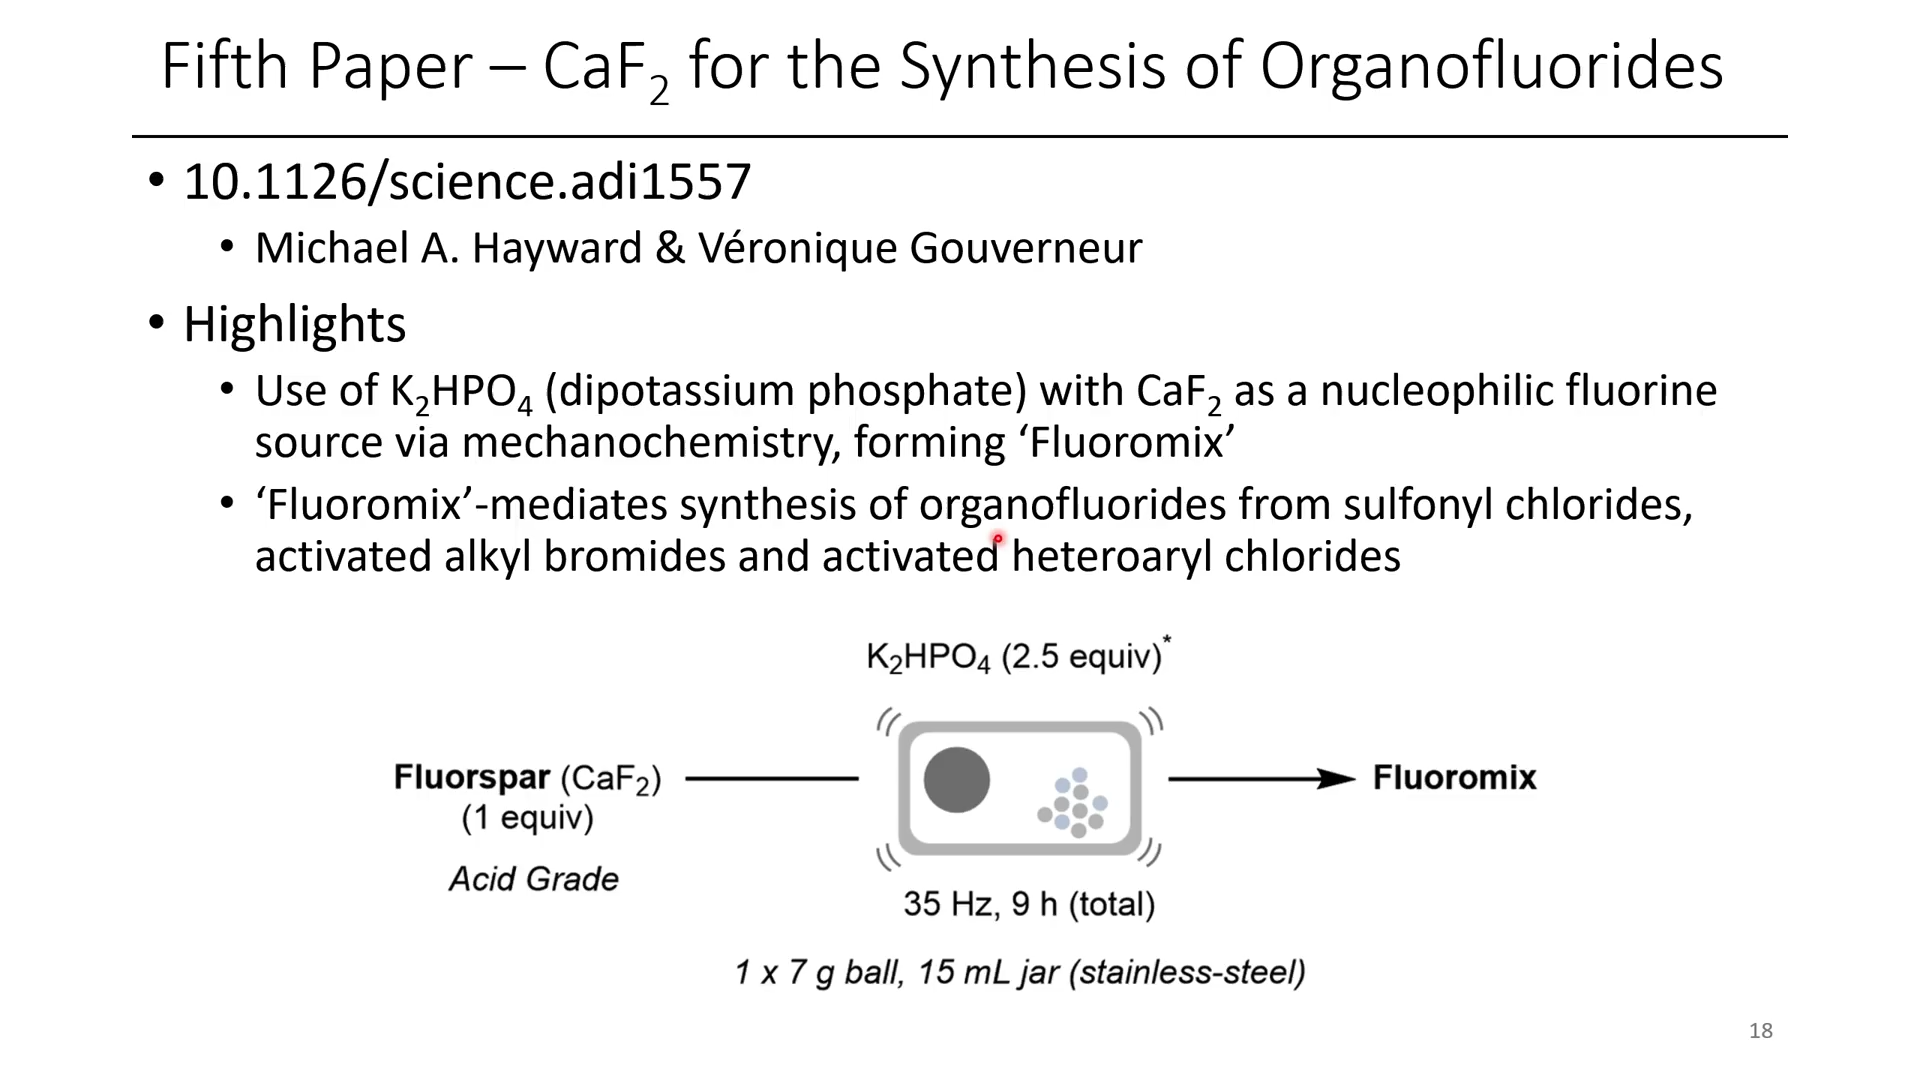 Fifth Paper – CaF₂ for the Synthesis of Organofluorides
• 10.1126/science.adi1557
• Michael A. Hayward & Véronique Gouverneur
• Highlights
• Use of K₂HPO₄ (dipotassium phosphate) with CaF₂ as a nucleophilic fluorine
source via mechanochemistry, forming ‘Fluoromix’
• ‘Fluoromix’-mediates synthesis of organofluorides from sulfonyl chlorides,
activated alkyl bromides and activated heteroaryl chlorides
K₂HPO₄ (2.5 equiv)*
Fluorspar (CaF₂)
(1 equiv)
Acid Grade
Fluoromix
35 Hz, 9 h (total)
1 x 7 g ball, 15 mL jar (stainless-steel)
18